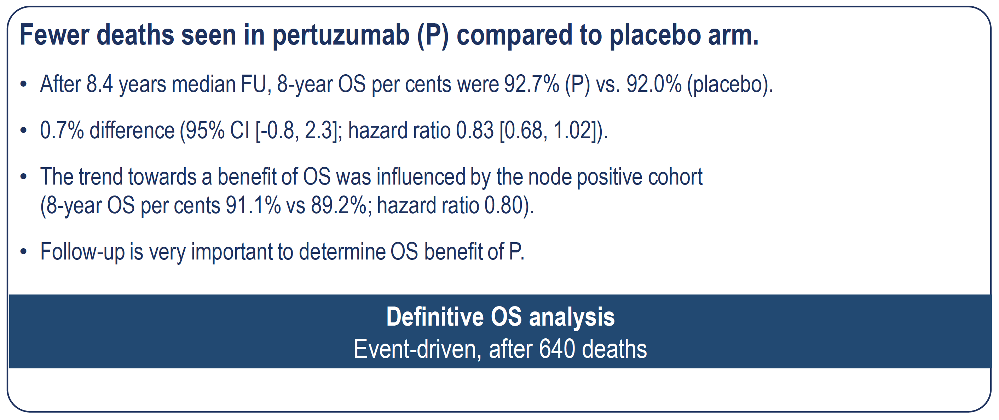 Fewer deaths seen in pertuzumab (P) compared to placebo arm.
• After 8.4 years median FU, 8-year OS per cents were 92.7% (P) vs. 92.0% (placebo).
• 0.7% difference (95% CI [-0.8, 2.3]; hazard ratio 0.83 [0.68, 1.02]).
• The trend towards a benefit of OS was influenced by the node positive cohort
(8-year OS per cents 91.1% vs 89.2%; hazard ratio 0.80).
• Follow-up is very important to determine OS benefit of P.
Definitive OS analysis
Event-driven, after 640 deaths